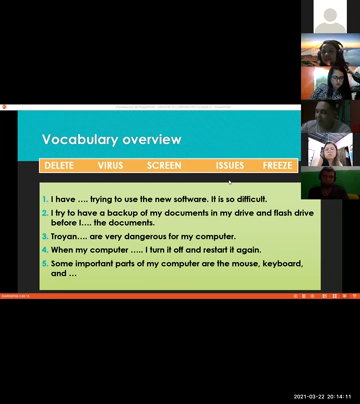 Vocabulary overview
DELETE VIRUS SCREEN ISSUES FREEZE
1. I have .... trying to use the new software. It is so difficult.
2. I try to have a backup of my documents in my drive and flash drive
before I.... the documents.
3. Troyan.... are very dangerous for my computer.
4. When my computer ..... I turn it off and restart it again.
5. Some important parts of my computer are the mouse, keyboard,
and ...
2021-03-22 20:14:11